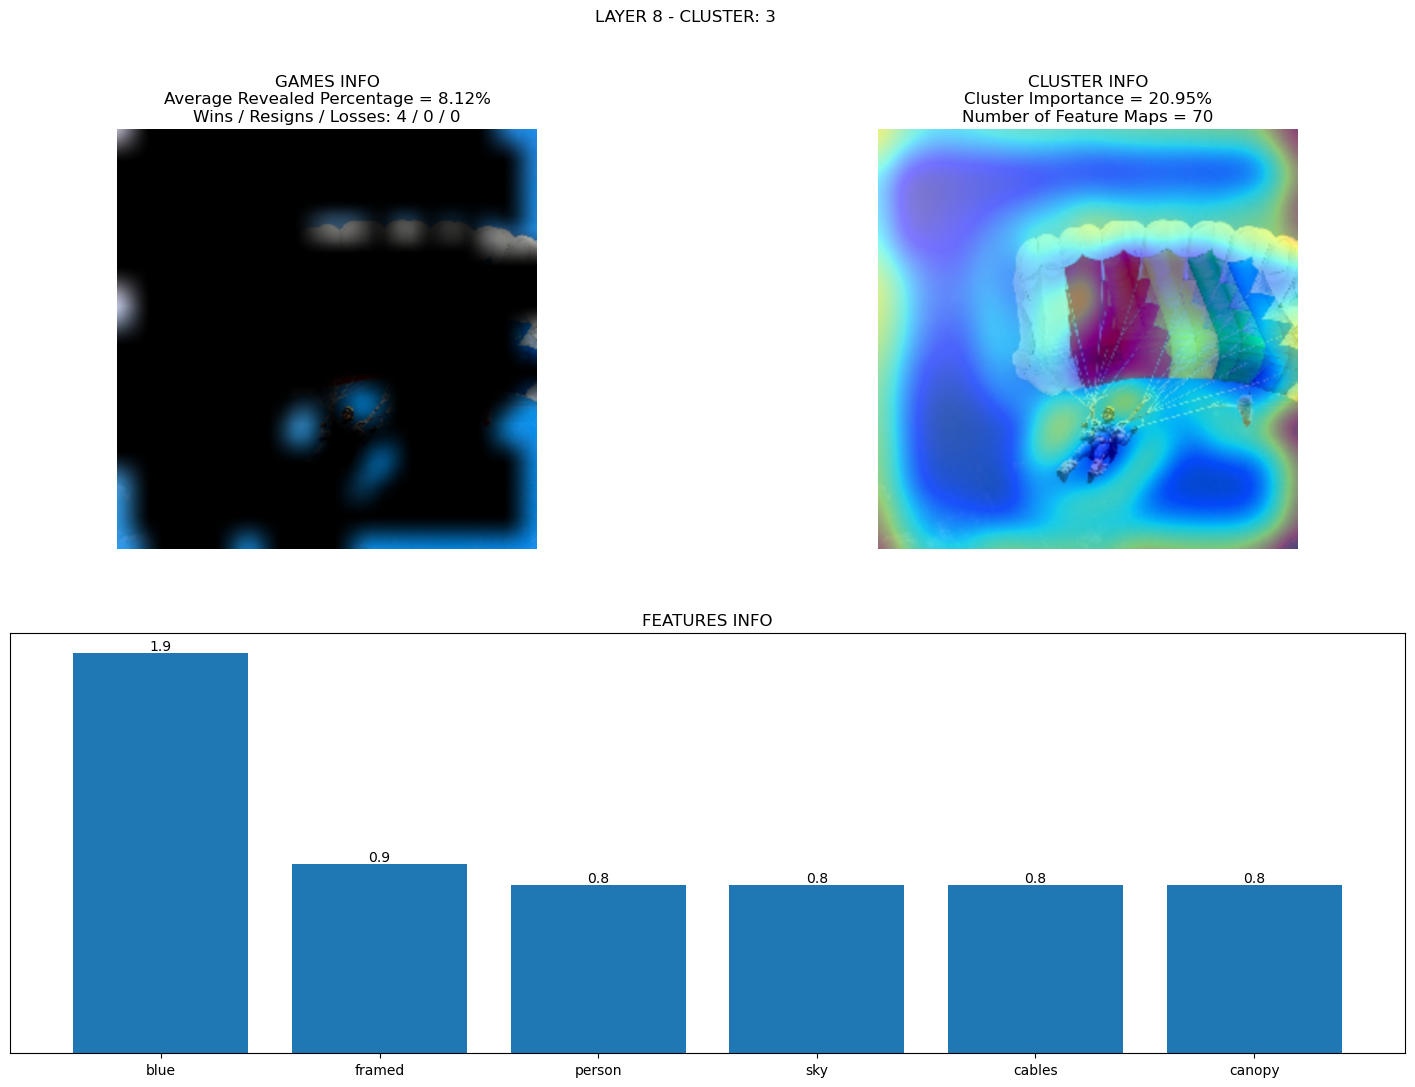 LAYER 8 - CLUSTER: 3
GAMES INFO
Average Revealed Percentage = 8.12%
Wins / Resigns / Losses: 4 / 0 / 0
CLUSTER INFO
Cluster Importance = 20.95%
Number of Feature Maps = 70
FEATURES INFO
1.9
0.9
0.8
0.8
0.8
0.8
blue
framed
person
sky
cables
canopy